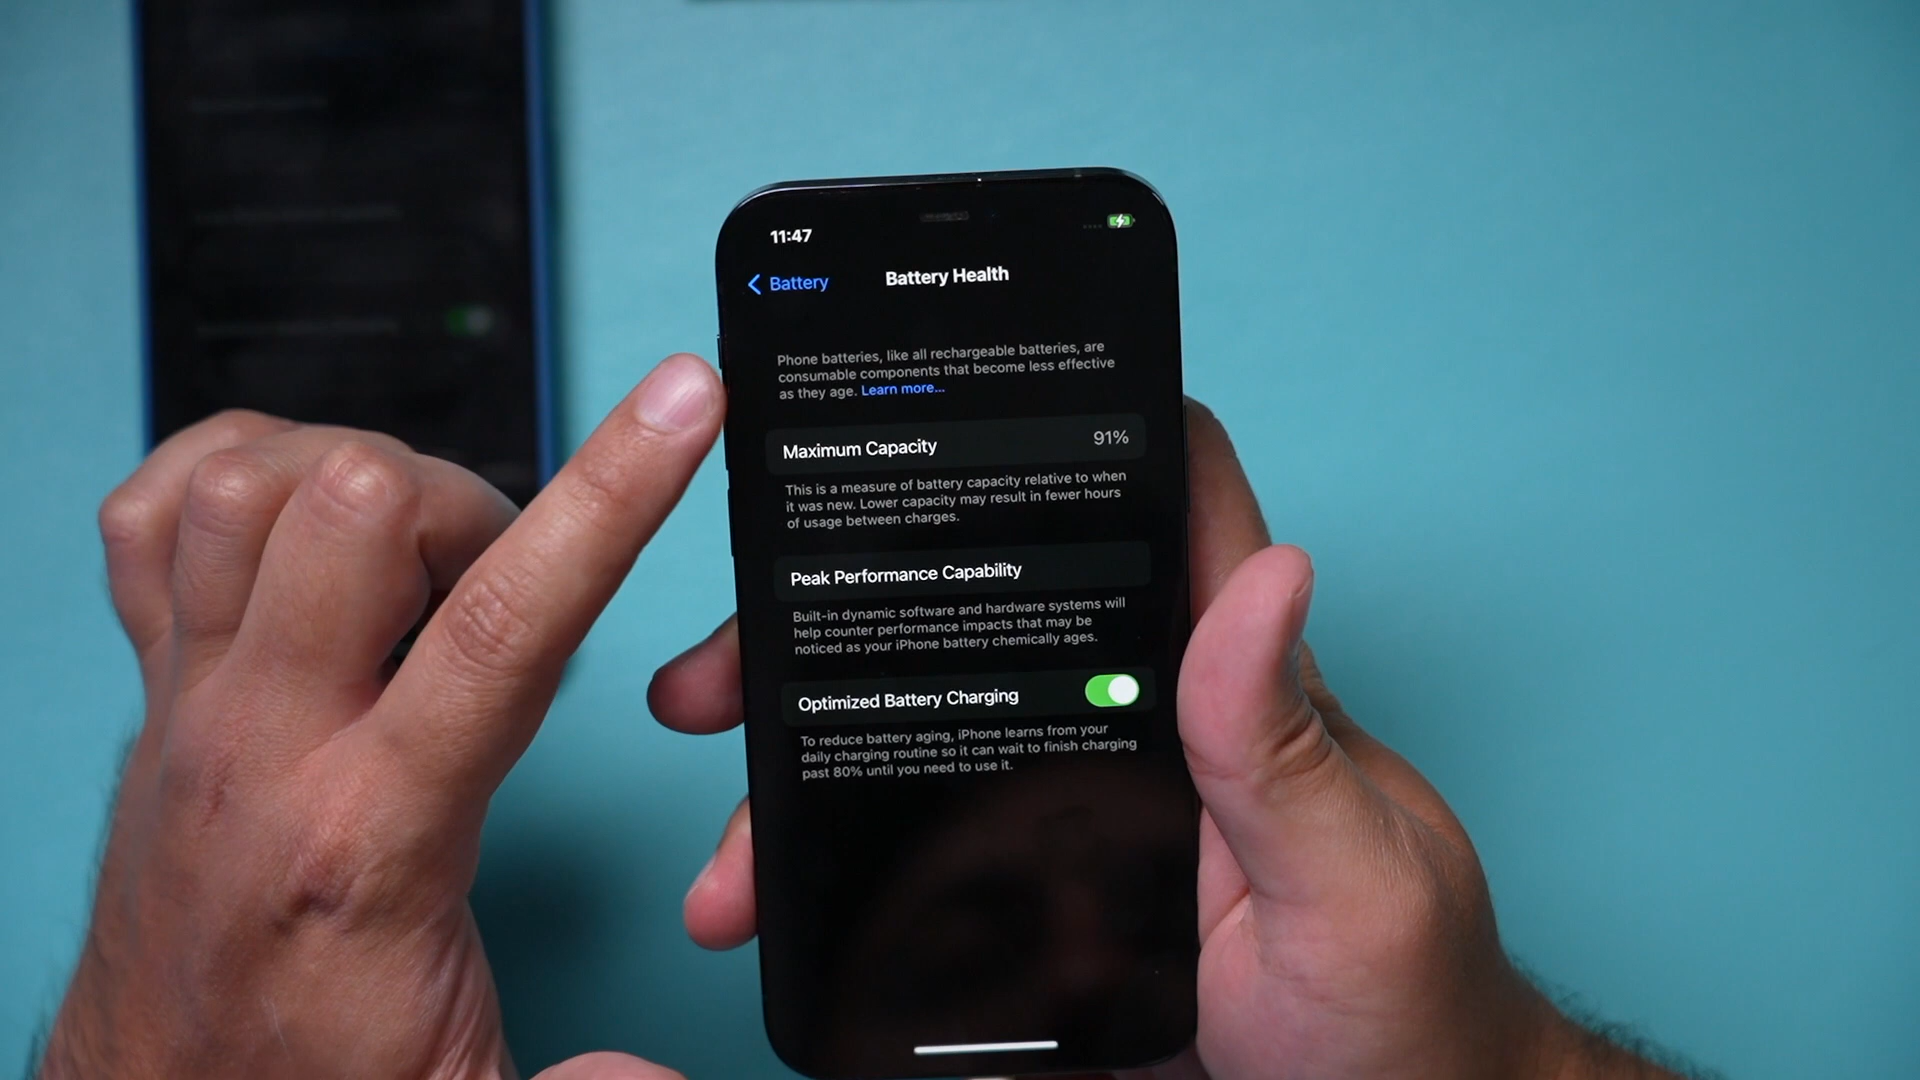 11:47
Battery
Battery Health
Phone batteries, like all rechargeable batteries, are
consumable components that become less effective
as they age. Learn more...
Maximum Capacity 91%
This is a measure of battery capacity relative to when
it was new. Lower capacity may result in fewer hours
of usage between charges.
Peak Performance Capability
Built-in dynamic software and hardware systems will
help counter performance impacts that may be
noticed as your iPhone battery chemically ages.
Optimized Battery Charging
To reduce battery aging, iPhone learns from your
daily charging routine so it can wait to finish charging
past 80% until you need to use it.